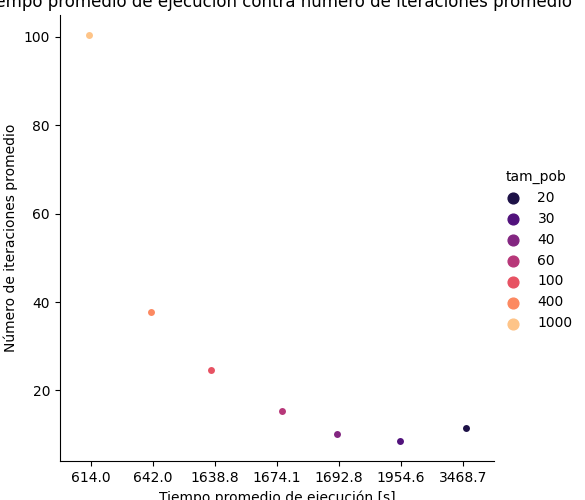 empo promedio de ejecución contra número de iteraciones promedio
100
80
60
40
20
Número de iteraciones promedio
614.0 642.0 1638.8 1674.1 1692.8 1954.6 3468.7
Tiempo promedio de ejecución [s]
tam_pob
20
30
40
60
100
400
1000